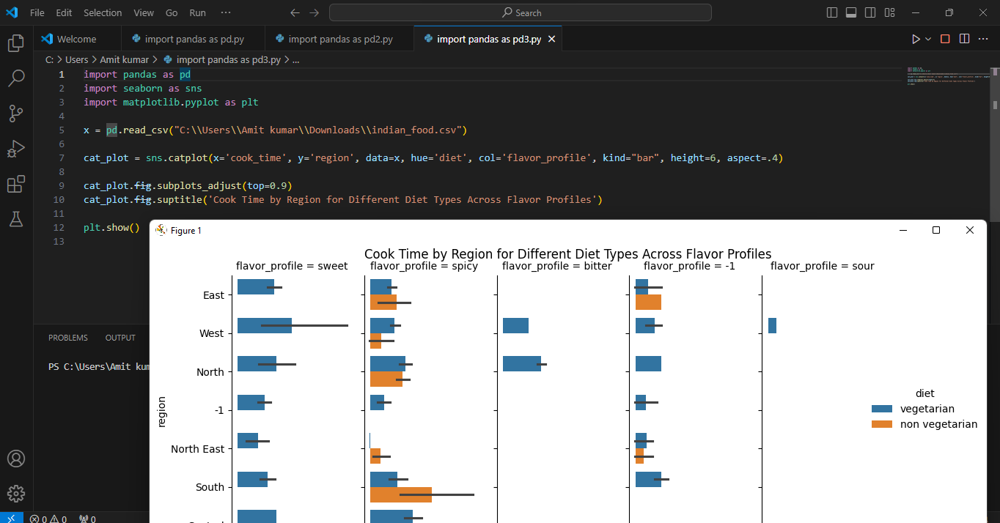 File Edit Selection View Go Run ··· Search
Welcome import pandas as pd.py import pandas as pd2.py import pandas as pd3.py
C: > Users > Amit kumar > import pandas as pd3.py > ...
1 import pandas as pd
2 import seaborn as sns
3 import matplotlib.pyplot as plt
4
5 x = pd.read_csv("C:\\Users\\Amit kumar\\Downloads\\indian_food.csv")
6
7 cat_plot = sns.catplot(x='cook_time', y='region', data=x, hue='diet', col='flavor_profile', kind="bar", height=6, aspect=.4)
8
9 cat_plot.fig.subplots_adjust(top=0.9)
10 cat_plot.fig.suptitle('Cook Time by Region for Different Diet Types Across Flavor Profiles')
11
12 plt.show()
13
Figure 1
Cook Time by Region for Different Diet Types Across Flavor Profiles
flavor_profile = sweet flavor_profile = spicy flavor_profile = bitter flavor_profile = -1 flavor_profile = sour
East
West
North
-1
North East
South
region
diet
vegetarian
non vegetarian
PROBLEMS OUTPUT
PS C:\Users\Amit kum
0 0 0